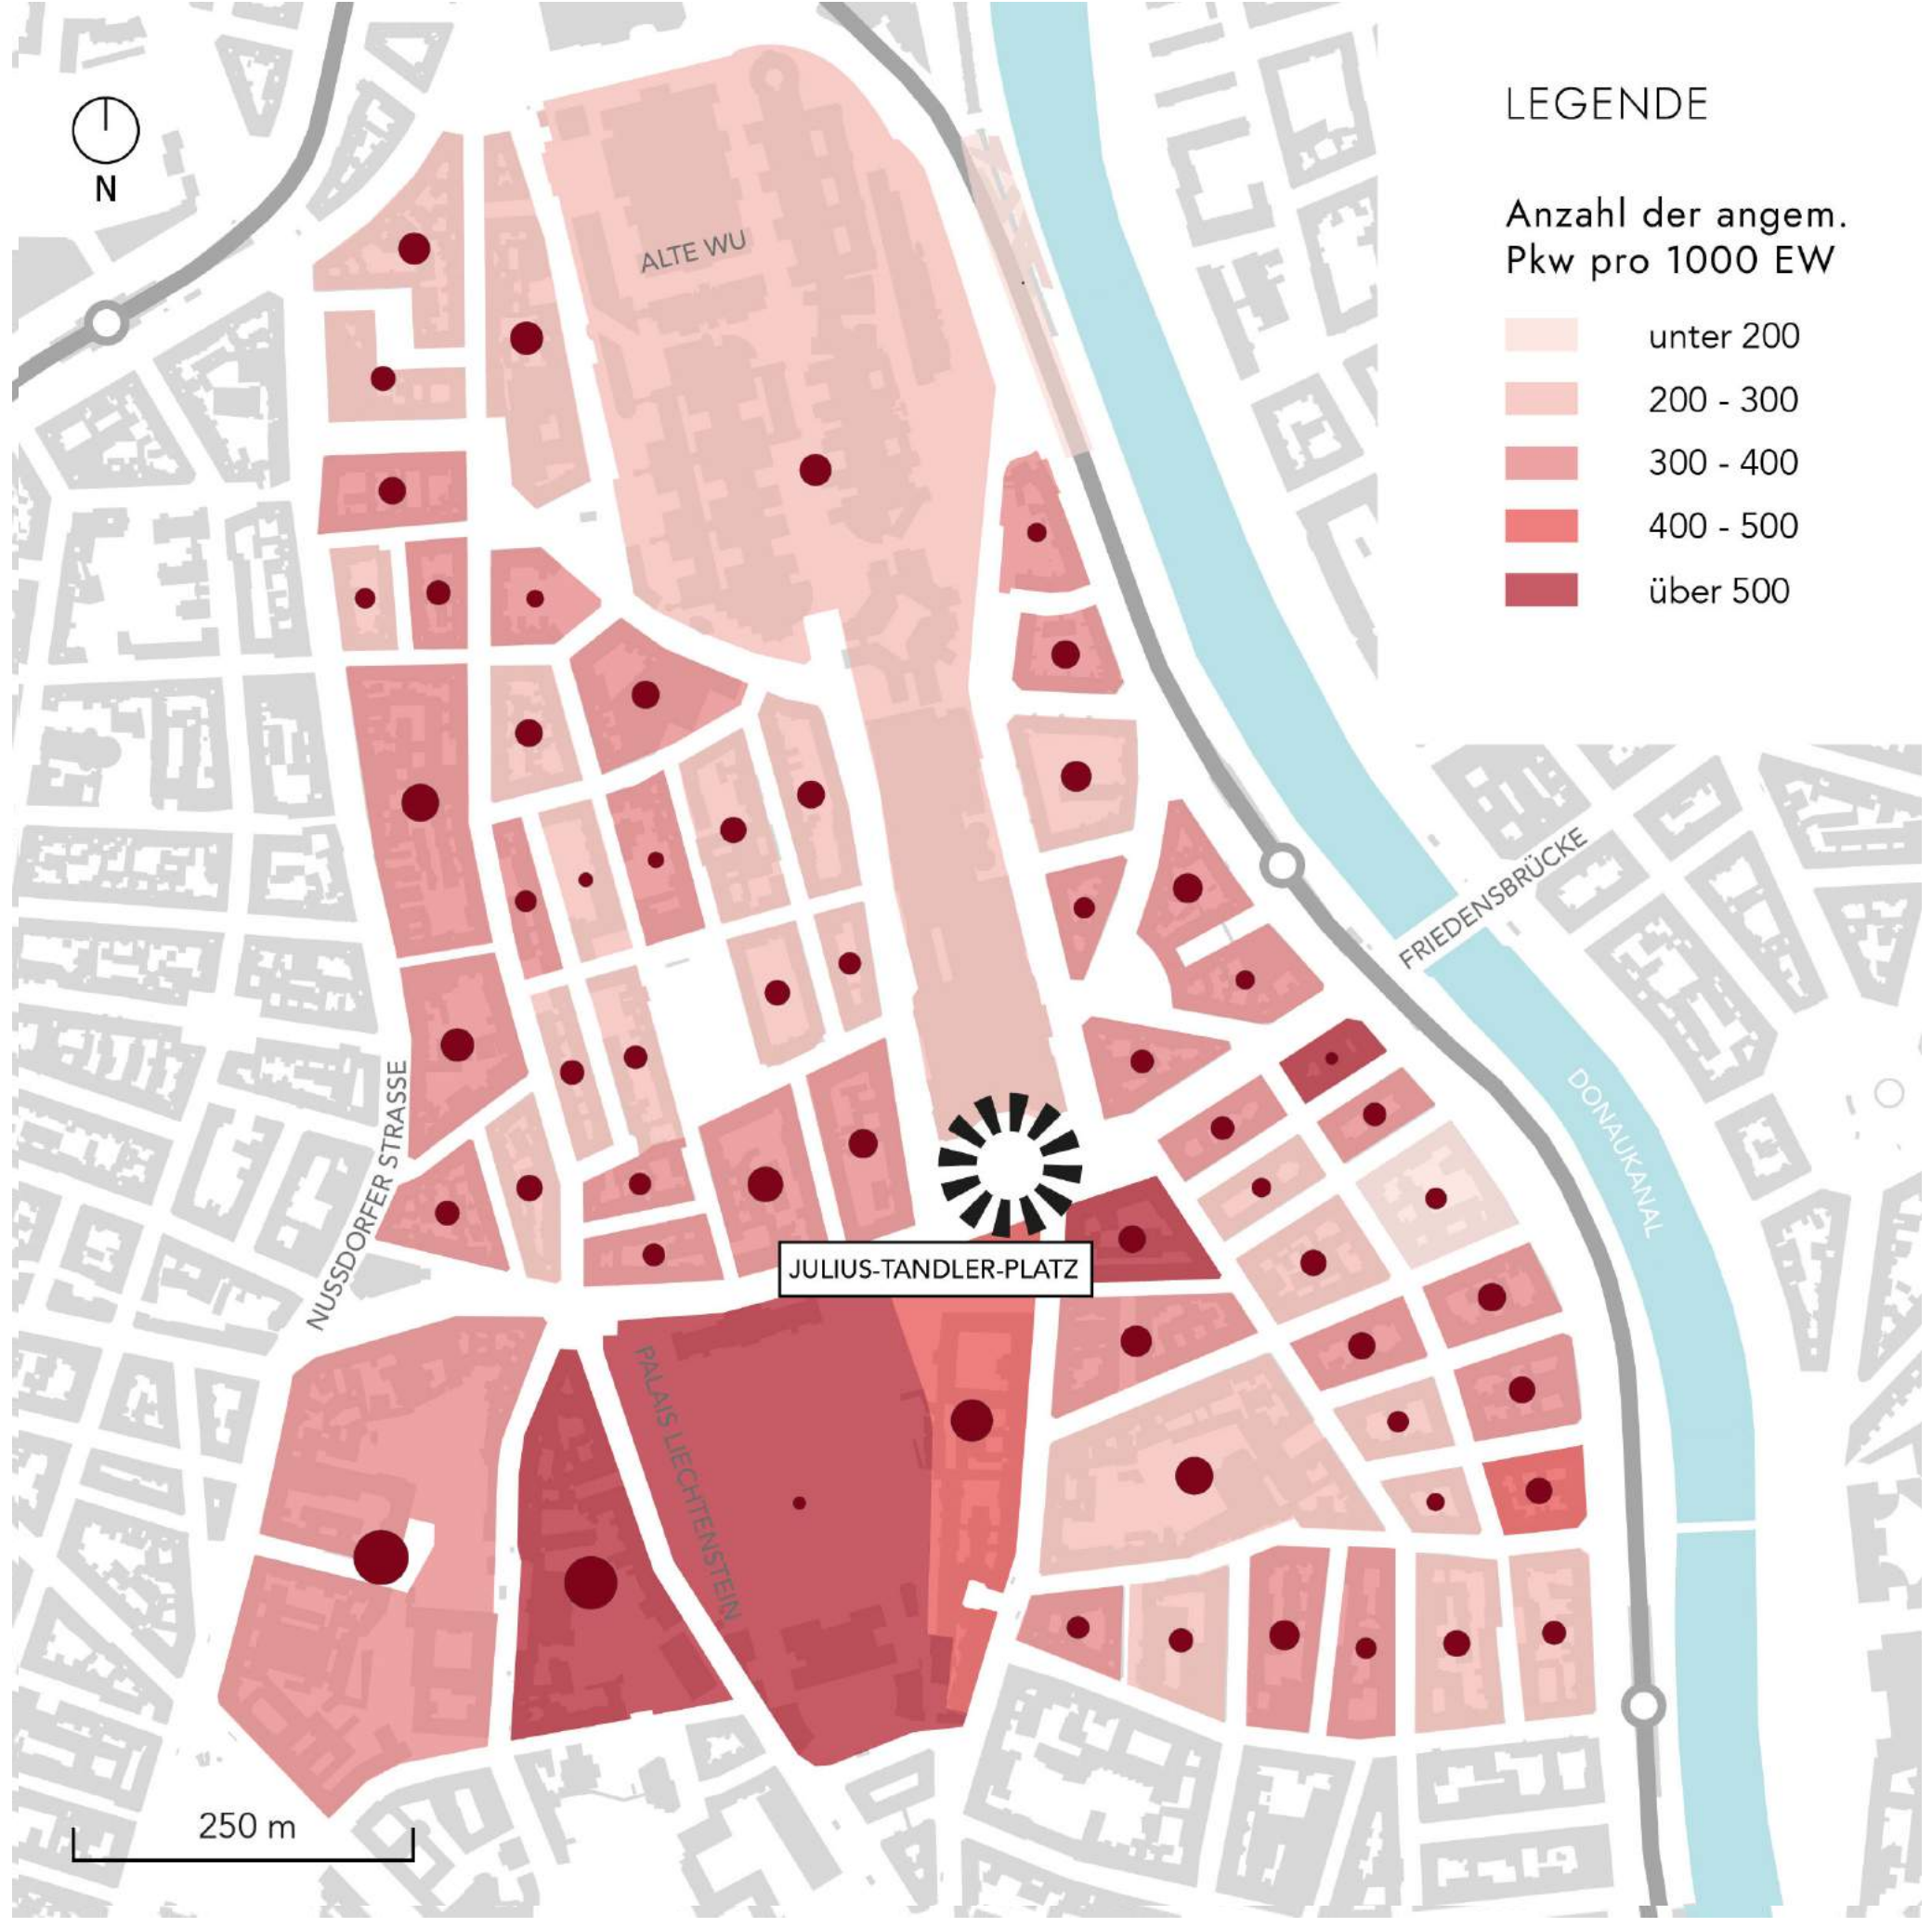 LEGENDE
Anzahl der angem.
Pkw pro 1000 EW
unter 200
200 - 300
300 - 400
400 - 500
über 500
N
ALTE WU
FRIEDENSBRÜCKE
DONAUKANAL
NUSSDORFER STRASSE
JULIUS-TANDLER-PLATZ
PALAIS LIECHTENSTEIN
250 m